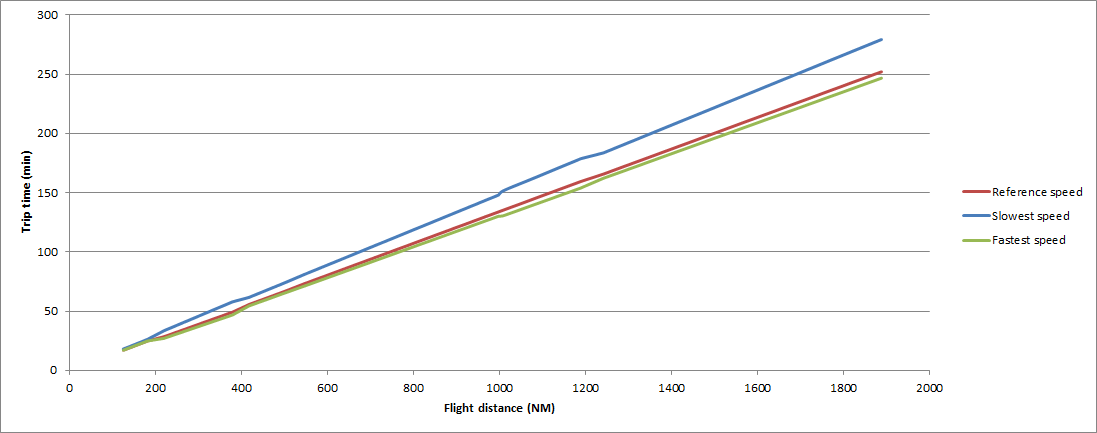 300
250
200
150
100
50
0
Trip time (min)
0 200 400 600 800 1000 1200 1400 1600 1800 2000
Flight distance (NM)
Reference speed
Slowest speed
Fastest speed